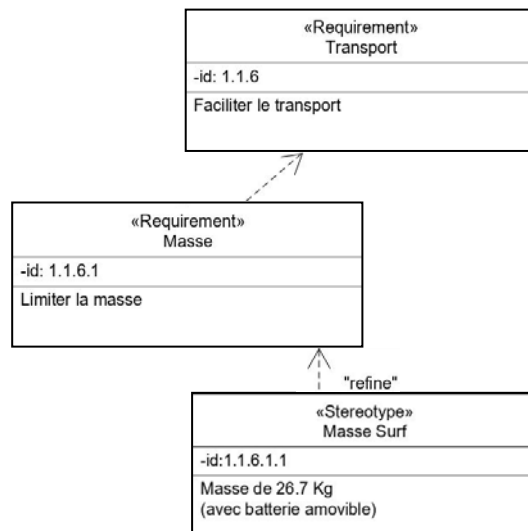 «Requirement»
Transport
-id: 1.1.6
Faciliter le transport
«Requirement»
Masse
-id: 1.1.6.1
Limiter la masse
"refine"
«Stereotype»
Masse Surf
-id:1.1.6.1.1
Masse de 26.7 Kg
(avec batterie amovible)